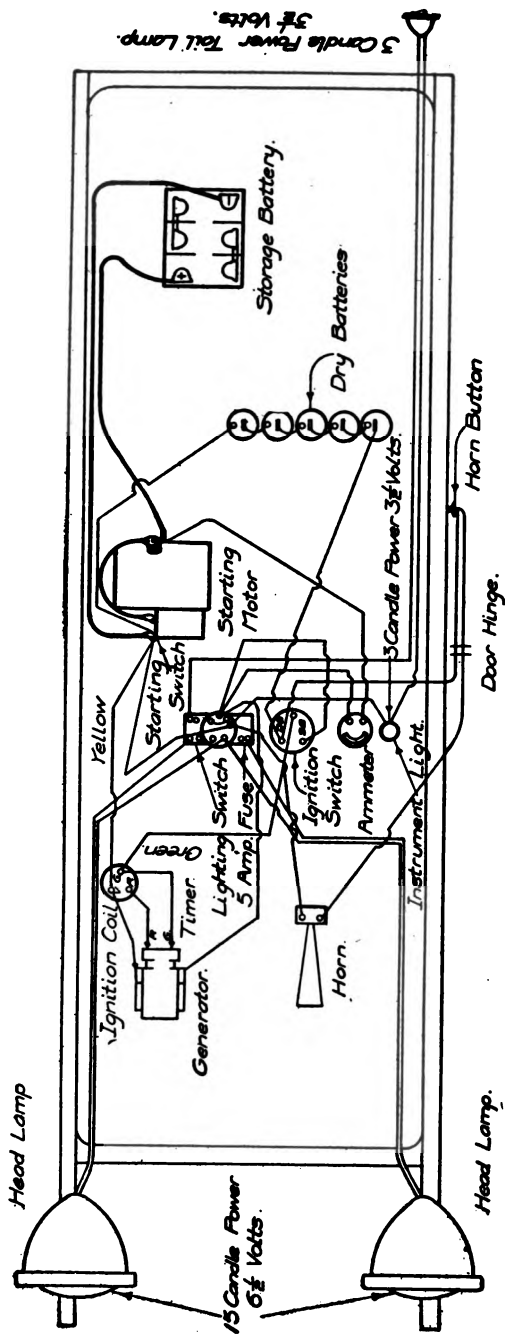 3 Candle Power Tail Lamp.
3½ Volts.
Storage Battery.
Dry Batteries
Horn Button
Door Hinge.
3 Candle Power 3½ Volts.
Starting
Motor
Starting
Switch
Yellow
Lighting Switch
5 Amp. Fuse
Ignition
Switch
Ammeter
Instrument Light.
Green.
Ignition Coil
Timer.
Generator.
Horn.
Head Lamp
Head Lamp.
15 Candle Power
6½ Volts.